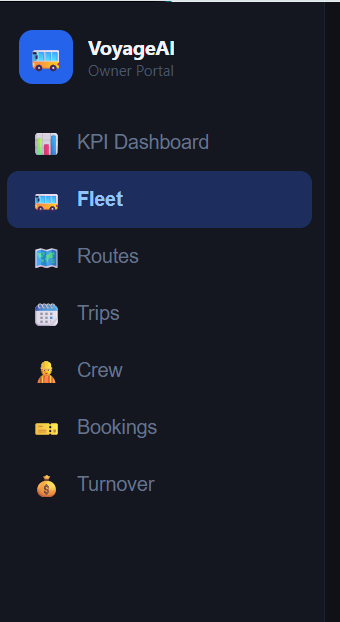 VoyageAI
Owner Portal
KPI Dashboard
Fleet
Routes
Trips
Crew
Bookings
Turnover